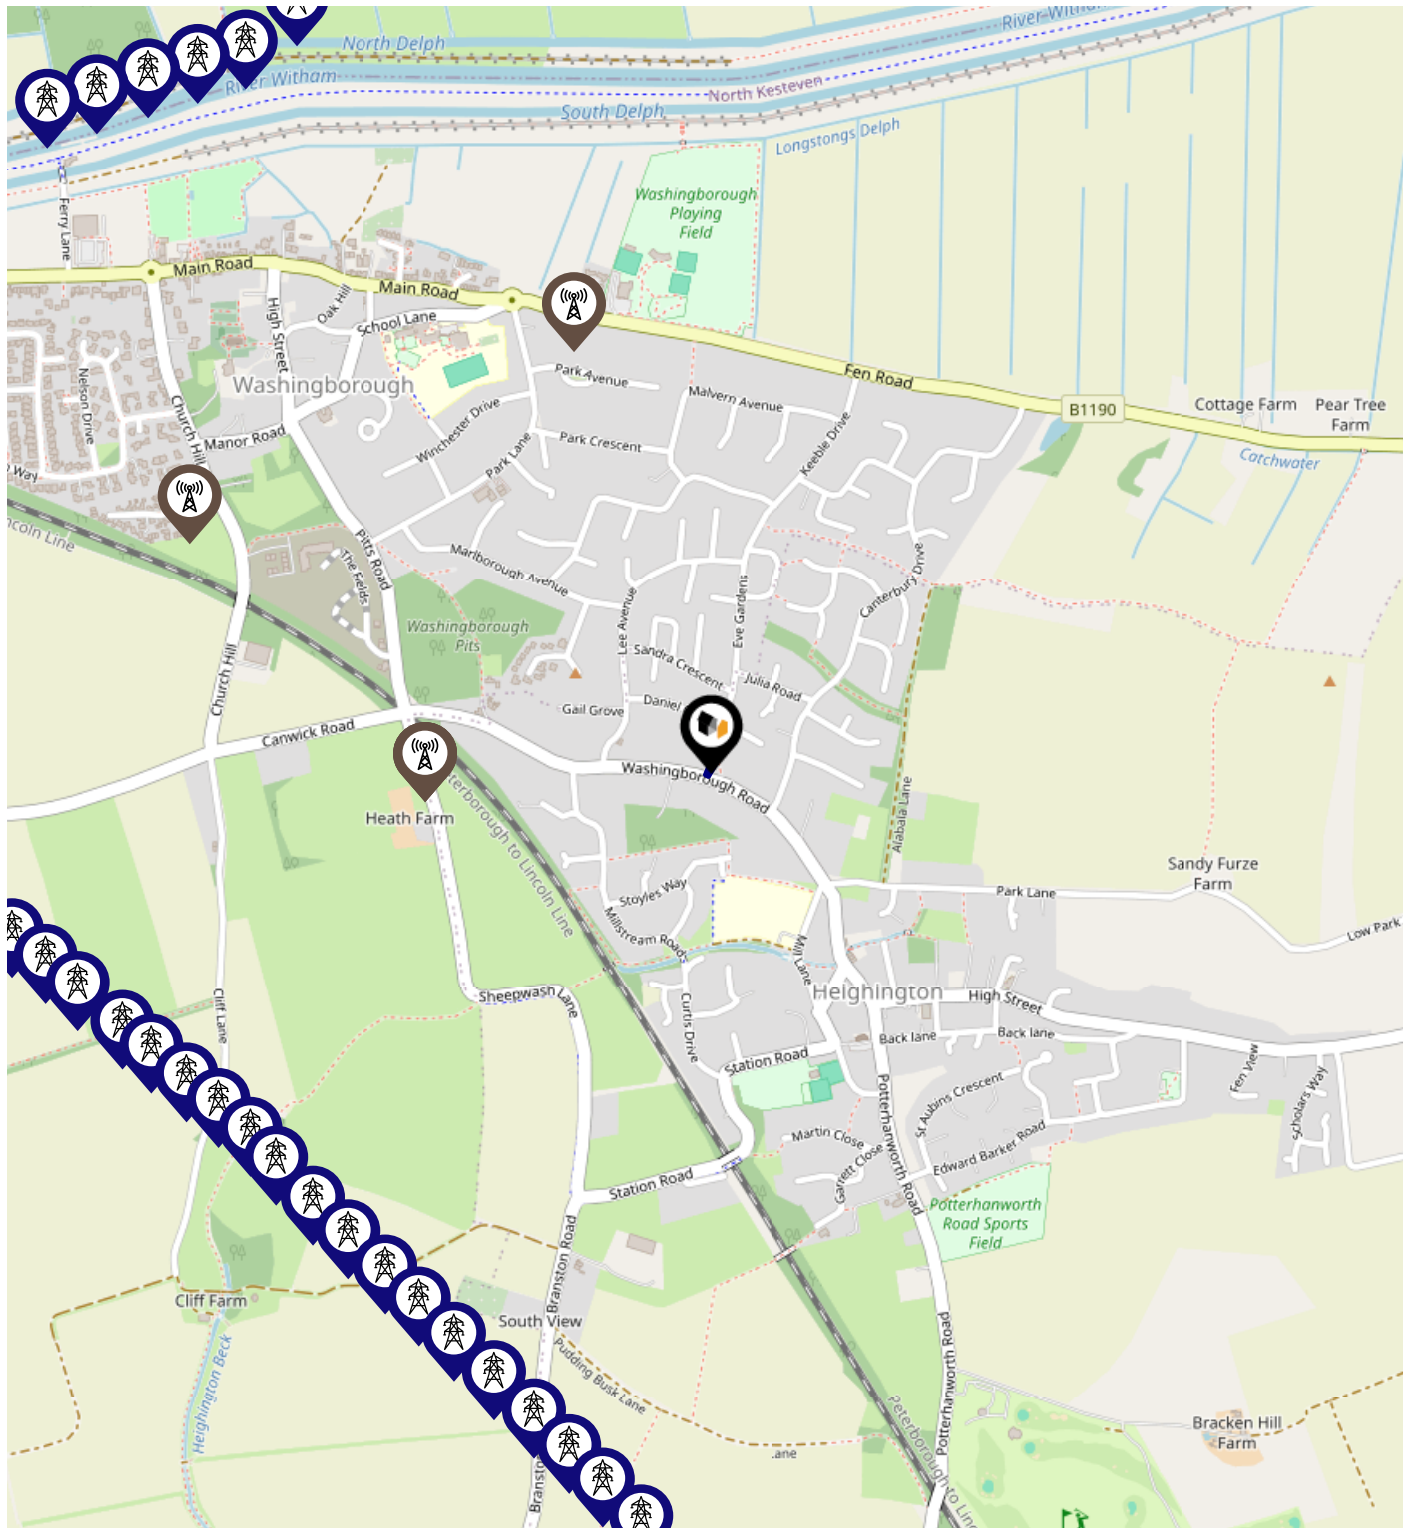 North Delph
River Witham
River Witham
North Kesteven
South Delph
Longstongs Delph
Ferry Lane
Washingborough
Playing
Field
Main Road
Main Road
Oak Hill
High Street
School Lane
Washingborough
Nelson Drive
Church Hill
Manor Road
Park Avenue
Malvern Avenue
Fen Road
B1190
Cottage Farm
Pear Tree
Farm
Catchwater
Winchester Drive
Park Lane
Park Crescent
Keeble Drive
Way
Lincoln Line
Pitts Road
The Fields
Marlborough Avenue
Canterbury Drive
Eve Gardens
Lee Avenue
Washingborough
Pits
Sandra Crescent
Julia Road
Church Hill
Gail Grove
Daniel
Canwick Road
Washingborough Road
Heath Farm
Peterborough to Lincoln Line
Alabala Lane
Sandy Furze
Farm
Park Lane
Low Park
Stoyles Way
Millstream Road
Mill Lane
Heighington
High Street
Sheepwash Lane
Cliff Lane
Curtis Drive
Back lane
Back lane
Station Road
Fen View
Scholars Way
St Aubins Crescent
Potterhanworth Road
Martin Close
Garrett Close
Edward Barker Road
Station Road
Potterhanworth
Road Sports
Field
Branston Road
Cliff Farm
South View
Heighington Beck
Pudding Busk Lane
Potterhanworth Road
Lane
Bracken Hill
Farm
Peterborough to Linc
Bransto